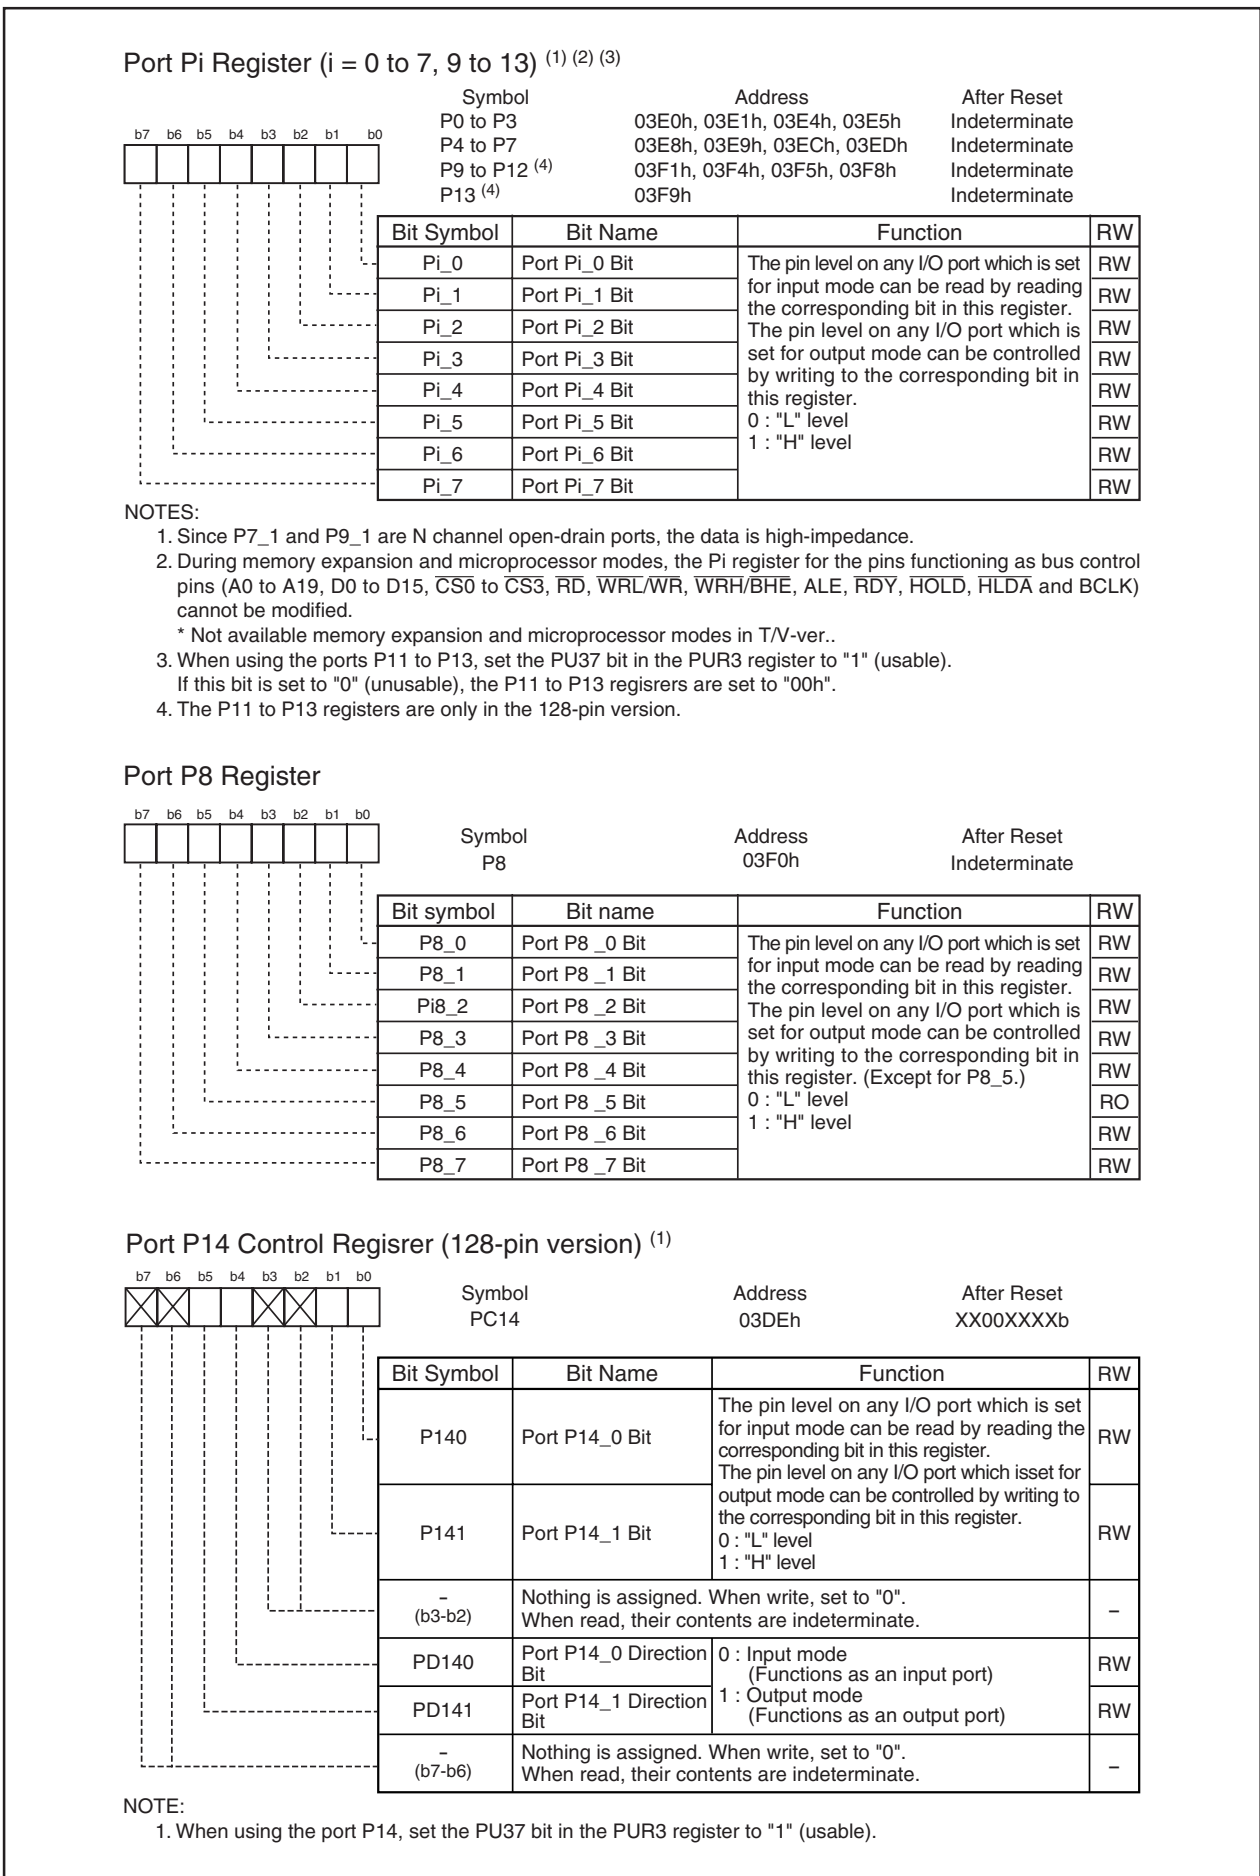 Port Pi Register (i = 0 to 7, 9 to 13) (1) (2) (3)
Symbol Address After Reset
P0 to P3 03E0h, 03E1h, 03E4h, 03E5h Indeterminate
P4 to P7 03E8h, 03E9h, 03ECh, 03EDh Indeterminate
P9 to P12 (4) 03F1h, 03F4h, 03F5h, 03F8h Indeterminate
P13 (4) 03F9h Indeterminate
b7 b6 b5 b4 b3 b2 b1 b0
Bit Symbol Bit Name Function RW
Pi_0 Port Pi_0 Bit RW
Pi_1 Port Pi_1 Bit RW
Pi_2 Port Pi_2 Bit RW
Pi_3 Port Pi_3 Bit RW
Pi_4 Port Pi_4 Bit RW
Pi_5 Port Pi_5 Bit RW
Pi_6 Port Pi_6 Bit RW
Pi_7 Port Pi_7 Bit RW
The pin level on any I/O port which is set
for input mode can be read by reading
the corresponding bit in this register.
The pin level on any I/O port which is
set for output mode can be controlled
by writing to the corresponding bit in
this register.
0 : "L" level
1 : "H" level
NOTES:
1. Since P7_1 and P9_1 are N channel open-drain ports, the data is high-impedance.
2. During memory expansion and microprocessor modes, the Pi register for the pins functioning as bus control
pins (A0 to A19, D0 to D15, CS0 to CS3, RD, WRL/WR, WRH/BHE, ALE, RDY, HOLD, HLDA and BCLK)
cannot be modified.
* Not available memory expansion and microprocessor modes in T/V-ver..
3. When using the ports P11 to P13, set the PU37 bit in the PUR3 register to "1" (usable).
If this bit is set to "0" (unusable), the P11 to P13 regisrers are set to "00h".
4. The P11 to P13 registers are only in the 128-pin version.
Port P8 Register
b7 b6 b5 b4 b3 b2 b1 b0
Symbol Address After Reset
P8 03F0h Indeterminate
Bit symbol Bit name Function RW
P8_0 Port P8 _0 Bit RW
P8_1 Port P8 _1 Bit RW
Pi8_2 Port P8 _2 Bit RW
P8_3 Port P8 _3 Bit RW
P8_4 Port P8 _4 Bit RW
P8_5 Port P8 _5 Bit RO
P8_6 Port P8 _6 Bit RW
P8_7 Port P8 _7 Bit RW
The pin level on any I/O port which is set
for input mode can be read by reading
the corresponding bit in this register.
The pin level on any I/O port which is
set for output mode can be controlled
by writing to the corresponding bit in
this register. (Except for P8_5.)
0 : "L" level
1 : "H" level
Port P14 Control Regisrer (128-pin version) (1)
b7 b6 b5 b4 b3 b2 b1 b0
Symbol Address After Reset
PC14 03DEh XX00XXXXb
Bit Symbol Bit Name Function RW
P140 Port P14_0 Bit RW
P141 Port P14_1 Bit RW
The pin level on any I/O port which is set
for input mode can be read by reading the
corresponding bit in this register.
The pin level on any I/O port which isset for
output mode can be controlled by writing to
the corresponding bit in this register.
0 : "L" level
1 : "H" level
– (b3-b2) Nothing is assigned. When write, set to "0".
When read, their contents are indeterminate. –
PD140 Port P14_0 Direction
Bit RW
PD141 Port P14_1 Direction
Bit RW
0 : Input mode
(Functions as an input port)
1 : Output mode
(Functions as an output port)
– (b7-b6) Nothing is assigned. When write, set to "0".
When read, their contents are indeterminate. –
NOTE:
1. When using the port P14, set the PU37 bit in the PUR3 register to "1" (usable).